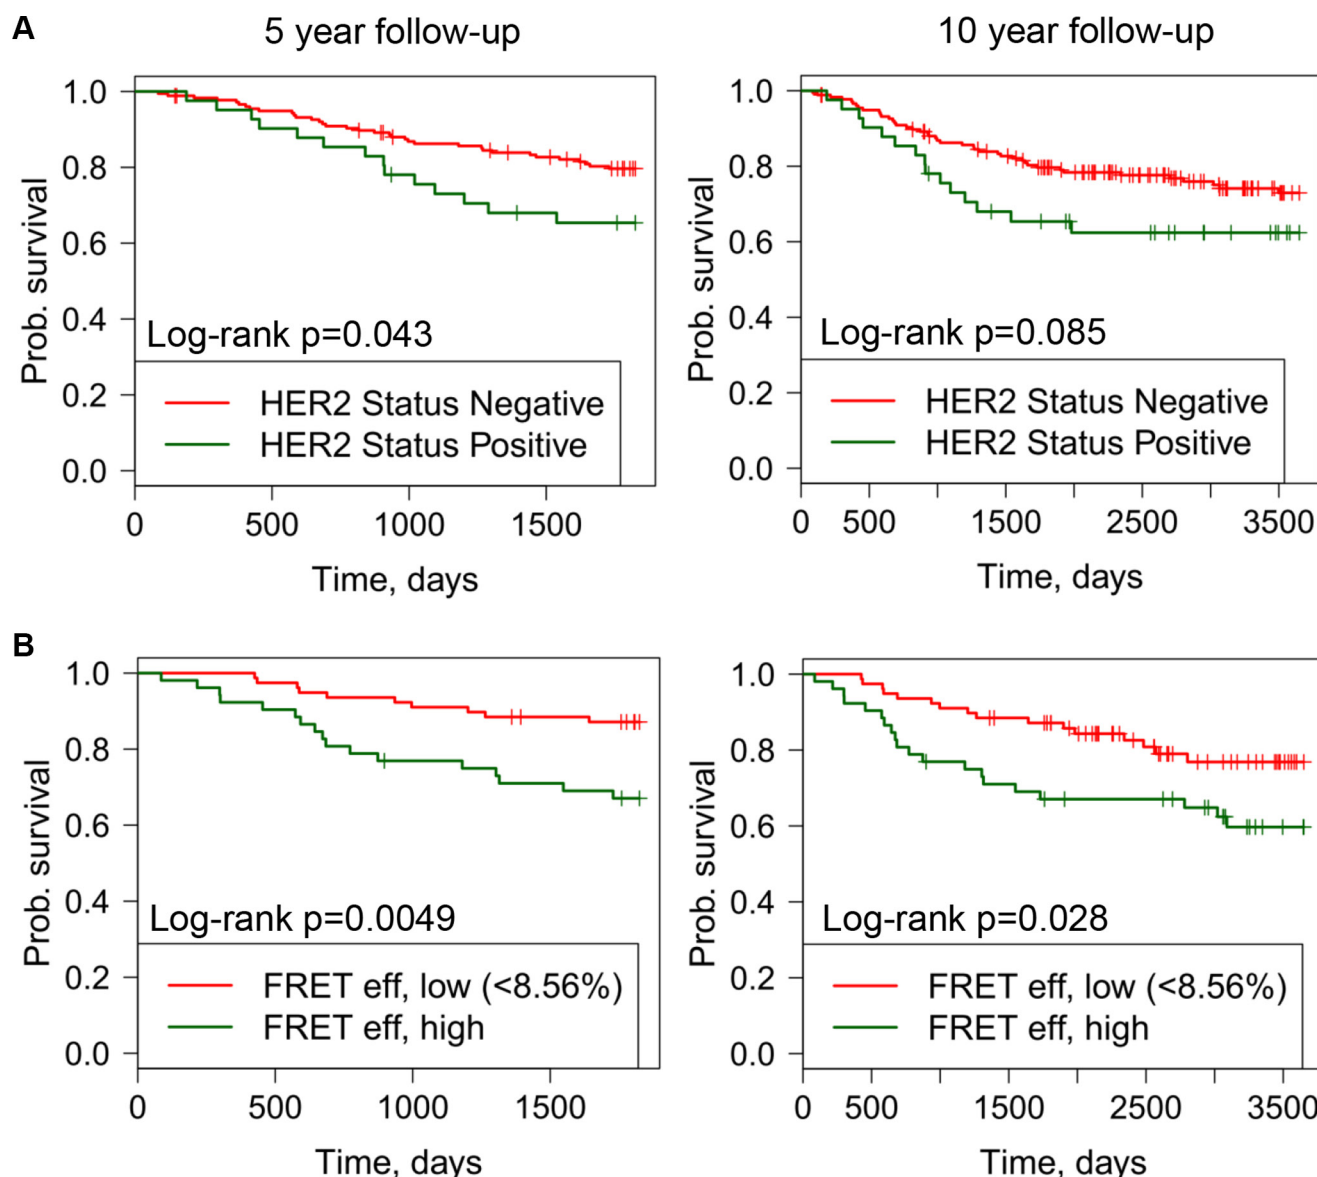 A
5 year follow-up
10 year follow-up
Prob. survival
1.0
0.8
0.6
0.4
0.2
0.0
Log-rank p=0.043
HER2 Status Negative
HER2 Status Positive
0 500 1000 1500
Time, days
Prob. survival
1.0
0.8
0.6
0.4
0.2
0.0
Log-rank p=0.085
HER2 Status Negative
HER2 Status Positive
0 500 1500 2500 3500
Time, days
B
Prob. survival
1.0
0.8
0.6
0.4
0.2
0.0
Log-rank p=0.0049
FRET eff, low (<8.56%)
FRET eff, high
0 500 1000 1500
Time, days
Prob. survival
1.0
0.8
0.6
0.4
0.2
0.0
Log-rank p=0.028
FRET eff, low (<8.56%)
FRET eff, high
0 500 1500 2500 3500
Time, days